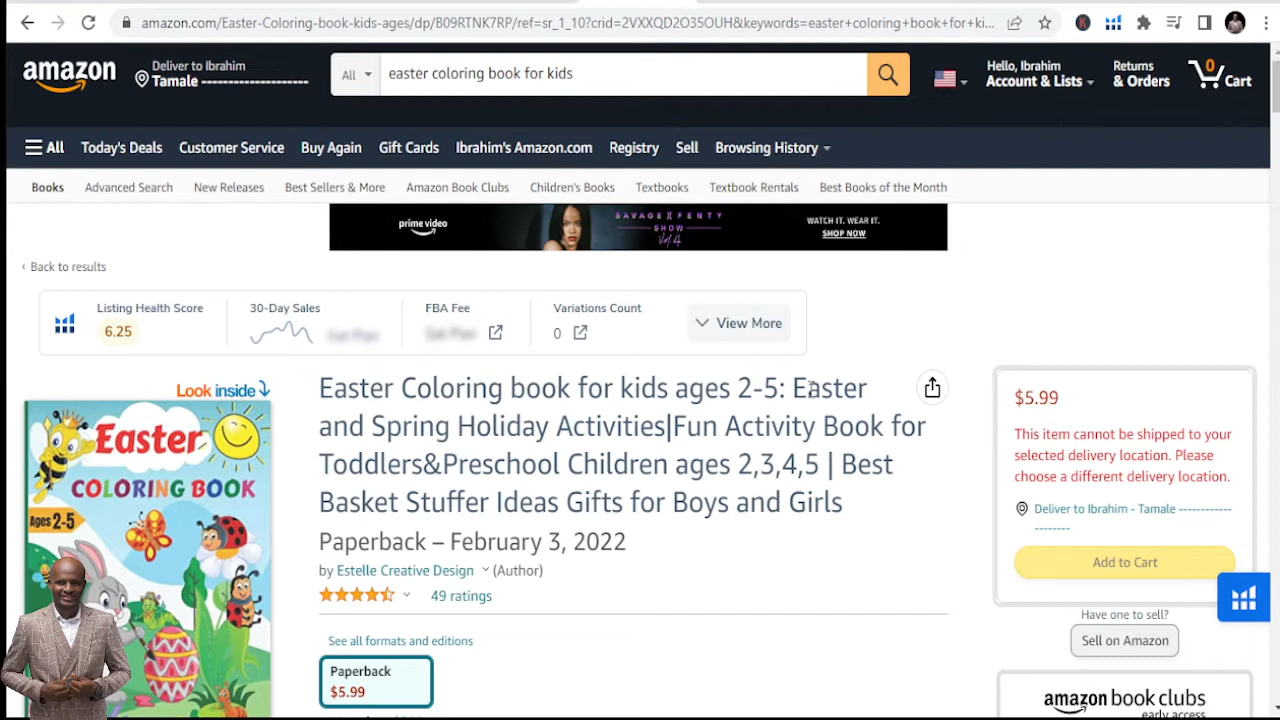 amazon.com/Easter-Coloring-book-kids-ages/dp/B09RTNK7RP/ref=sr_1_10?crid=2VXXQD2O35OUH&keywords=easter+coloring+book+for+ki...
amazon
Deliver to Ibrahim
Tamale --------------------
All
easter coloring book for kids
Hello, Ibrahim
Account & Lists
Returns
& Orders
0
Cart
All
Today's Deals
Customer Service
Buy Again
Gift Cards
Ibrahim's Amazon.com
Registry
Sell
Browsing History
Books
Advanced Search
New Releases
Best Sellers & More
Amazon Book Clubs
Children's Books
Textbooks
Textbook Rentals
Best Books of the Month
prime video
SAVAGE X FENTY
SHOW
Vol 4
WATCH IT. WEAR IT.
SHOP NOW
‹ Back to results
Listing Health Score
6.25
30-Day Sales
FBA Fee
Variations Count
0
View More
Look inside
Easter
COLORING BOOK
Ages 2-5
Easter Coloring book for kids ages 2-5: Easter
and Spring Holiday Activities|Fun Activity Book for
Toddlers&Preschool Children ages 2,3,4,5 | Best
Basket Stuffer Ideas Gifts for Boys and Girls
Paperback – February 3, 2022
by Estelle Creative Design (Author)
49 ratings
See all formats and editions
Paperback
$5.99
$5.99
This item cannot be shipped to your
selected delivery location. Please
choose a different delivery location.
Deliver to Ibrahim - Tamale ------------
--------
Add to Cart
Have one to sell?
Sell on Amazon
amazon book clubs
early access